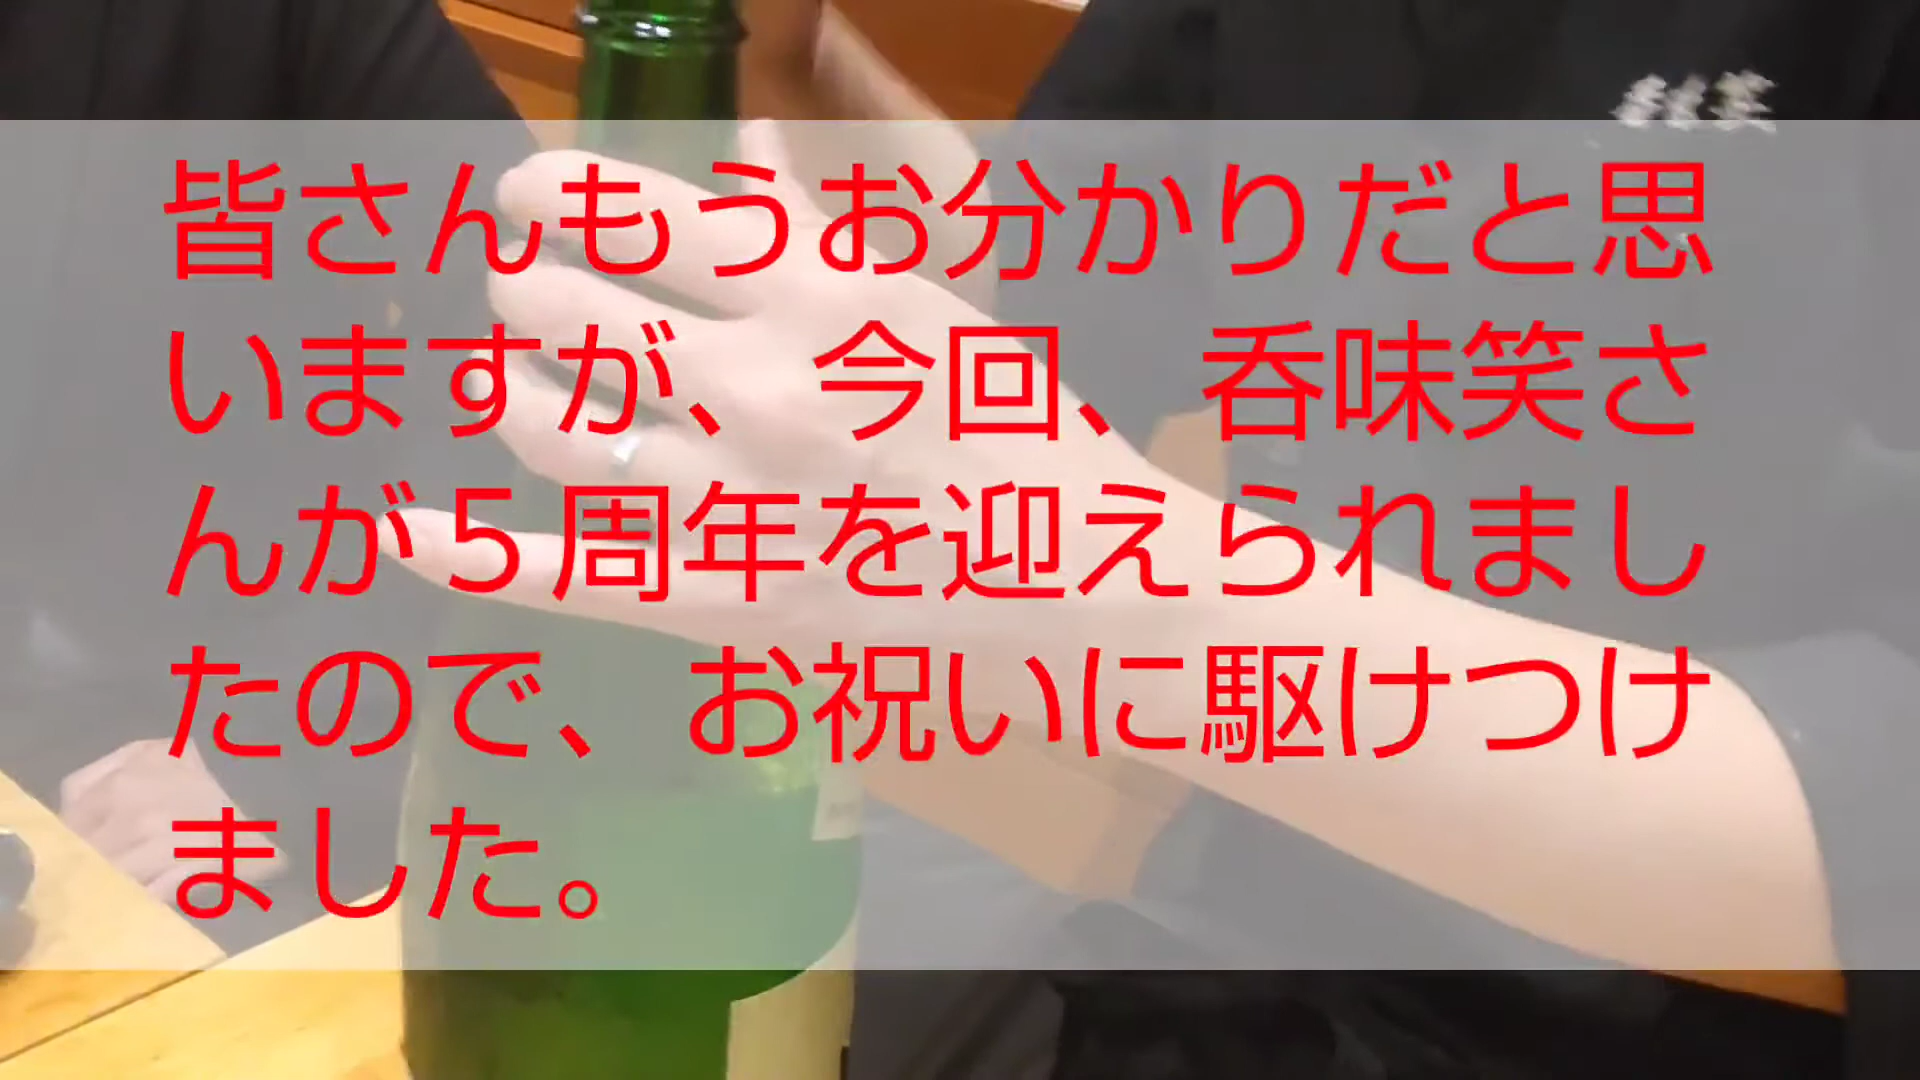 皆さんもうお分かりだと思
いますが、今回、呑味笑さ
んが５周年を迎えられまし
たので、お祝いに駆けつけ
ました。